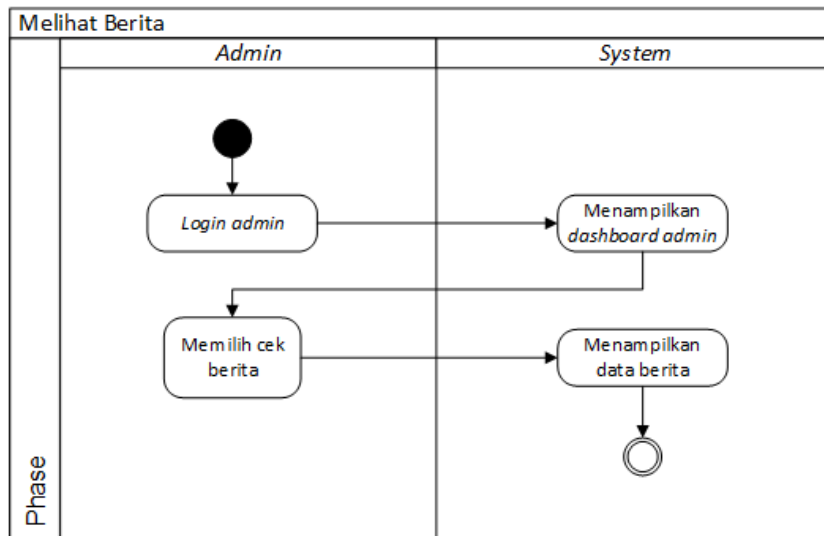 Melihat Berita
Admin
System
Login admin
Menampilkan
dashboard admin
Memilih cek
berita
Menampilkan
data berita
Phase